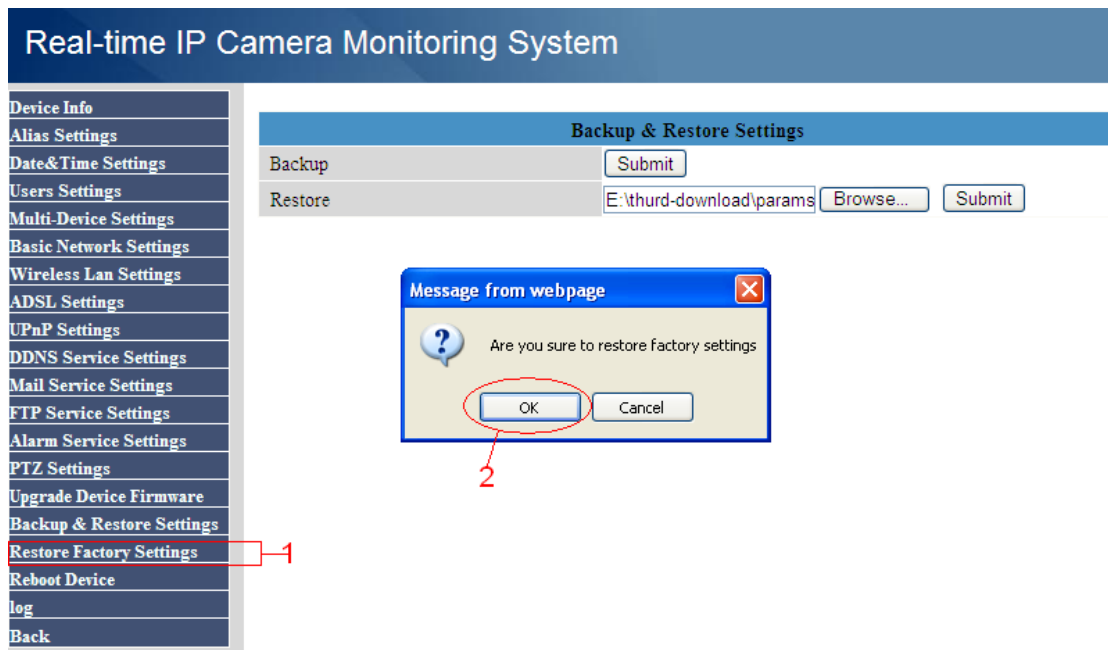 Real-time IP Camera Monitoring System
Device Info
Alias Settings
Date&Time Settings
Users Settings
Multi-Device Settings
Basic Network Settings
Wireless Lan Settings
ADSL Settings
UPnP Settings
DDNS Service Settings
Mail Service Settings
FTP Service Settings
Alarm Service Settings
PTZ Settings
Upgrade Device Firmware
Backup & Restore Settings
Restore Factory Settings
1
Reboot Device
log
Back
Backup & Restore Settings
Backup Submit
Restore E:\thurd-download\params Browse... Submit
Message from webpage
Are you sure to restore factory settings
OK Cancel
2